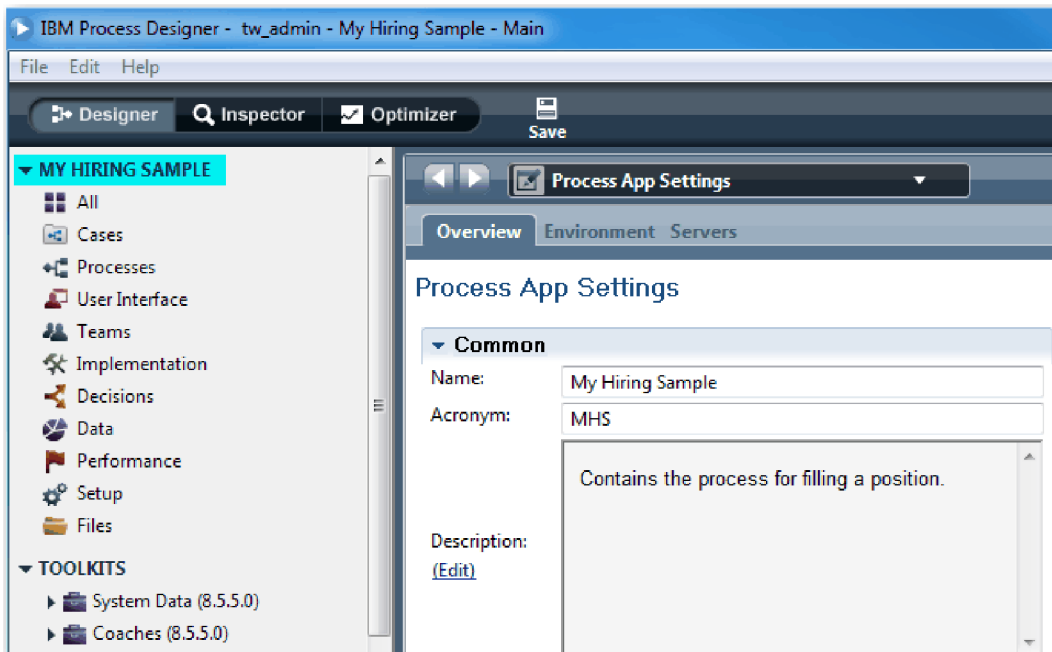 IBM Process Designer - tw_admin - My Hiring Sample - Main
File Edit Help
Designer Inspector Optimizer Save
MY HIRING SAMPLE
All
Cases
Processes
User Interface
Teams
Implementation
Decisions
Data
Performance
Setup
Files
TOOLKITS
System Data (8.5.5.0)
Coaches (8.5.5.0)
Process App Settings
Overview Environment Servers
Process App Settings
Common
Name: My Hiring Sample
Acronym: MHS
Contains the process for filling a position.
Description:
(Edit)